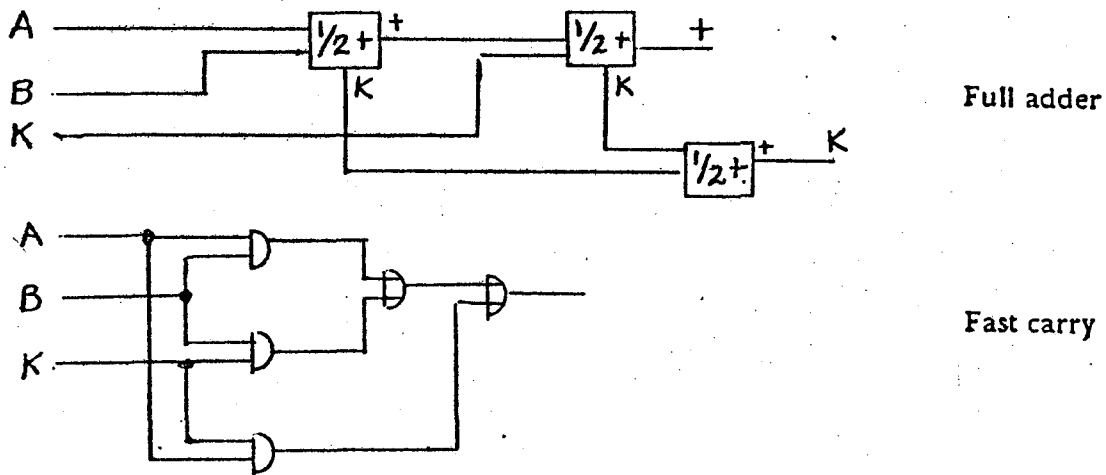 A
1/2 +
+
1/2 +
+
K
K
B
Full adder
K
1/2 +
+
K
A
B
Fast carry
K